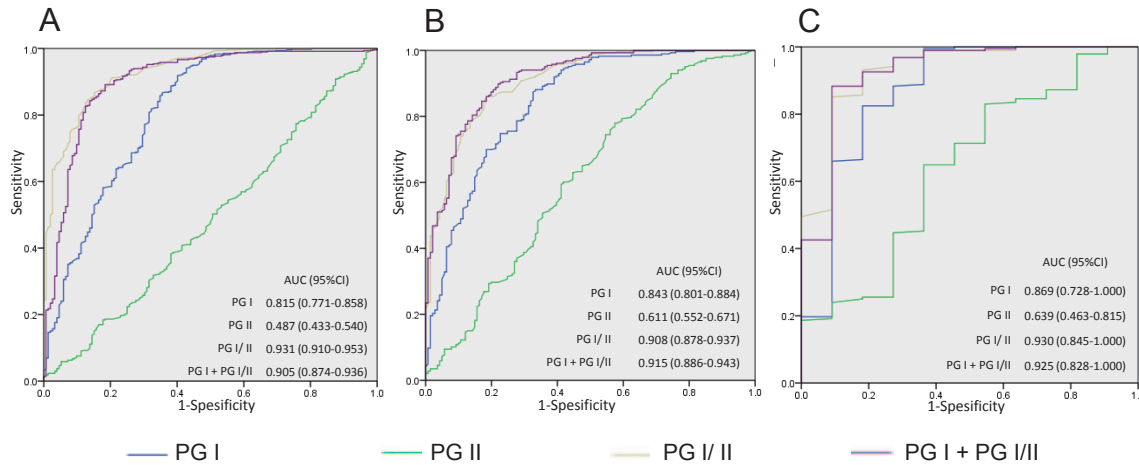 A
B
C
1.0
0.8
0.6
0.4
0.2
0.0
Sensitivity
AUC (95%CI)
PG I 0.815 (0.771-0.858)
PG II 0.487 (0.433-0.540)
PG I/ II 0.931 (0.910-0.953)
PG I + PG I/II 0.905 (0.874-0.936)
0.0 0.2 0.4 0.6 0.8 1.0
1-Spesificity
1.0
0.8
0.6
0.4
0.2
0.0
Sensitivity
AUC (95%CI)
PG I 0.843 (0.801-0.884)
PG II 0.611 (0.552-0.671)
PG I/ II 0.908 (0.878-0.937)
PG I + PG I/II 0.915 (0.886-0.943)
0.0 0.2 0.4 0.6 0.8 1.0
1-Spesificity
1.0
0.8
0.6
0.4
0.2
0.0
Sensitivity
AUC (95%CI)
PG I 0.869 (0.728-1.000)
PG II 0.639 (0.463-0.815)
PG I/ II 0.930 (0.845-1.000)
PG I + PG I/II 0.925 (0.828-1.000)
0.0 0.2 0.4 0.6 0.8 1.0
1-Spesificity
PG I PG II PG I/ II PG I + PG I/II